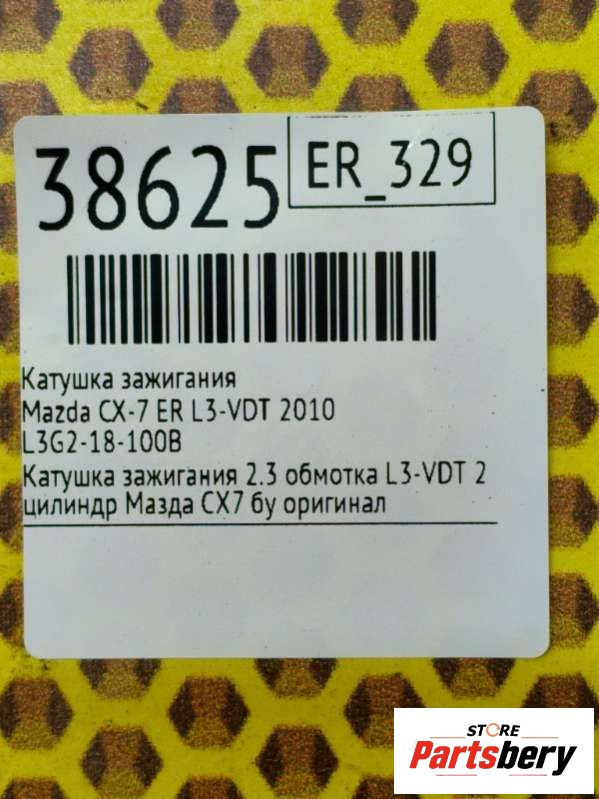 38625
ER_329
Катушка зажигания
Mazda CX-7 ER L3-VDT 2010
L3G2-18-100B
Катушка зажигания 2.3 обмотка L3-VDT 2
цилиндр Мазда СХ7 бу оригинал
STORE
Partsbery